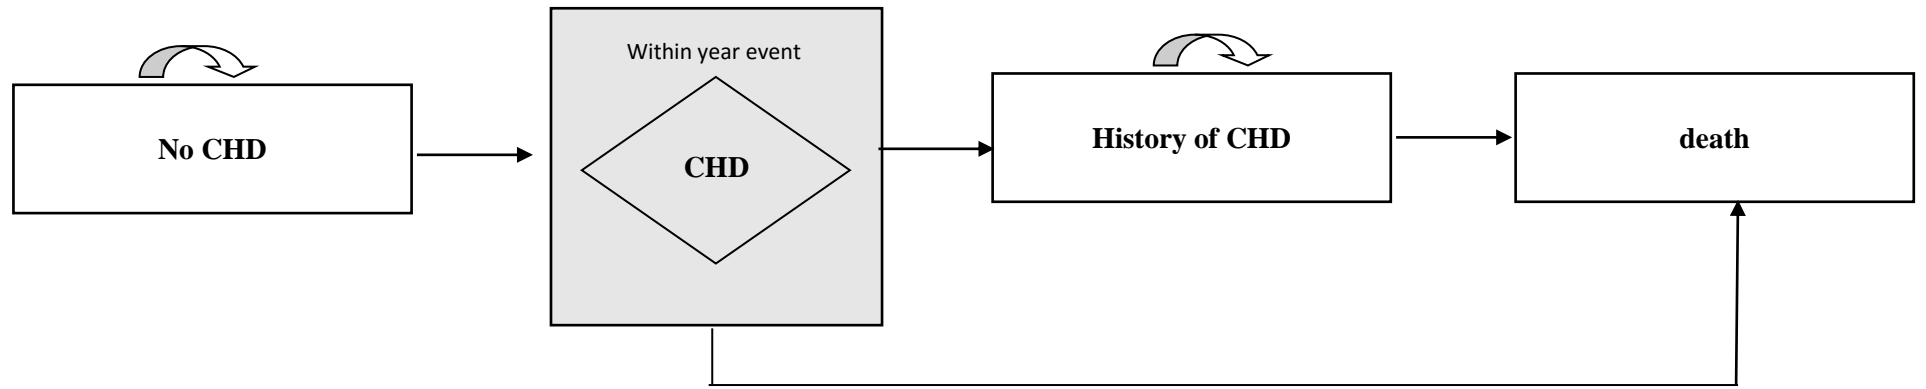 No CHD
Within year event
CHD
History of CHD
death